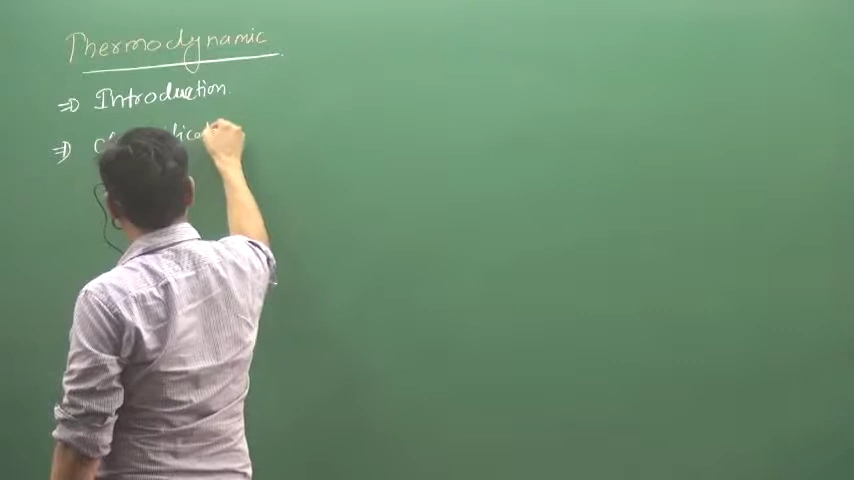 Thermodynamic
⇒ Introduction
⇒